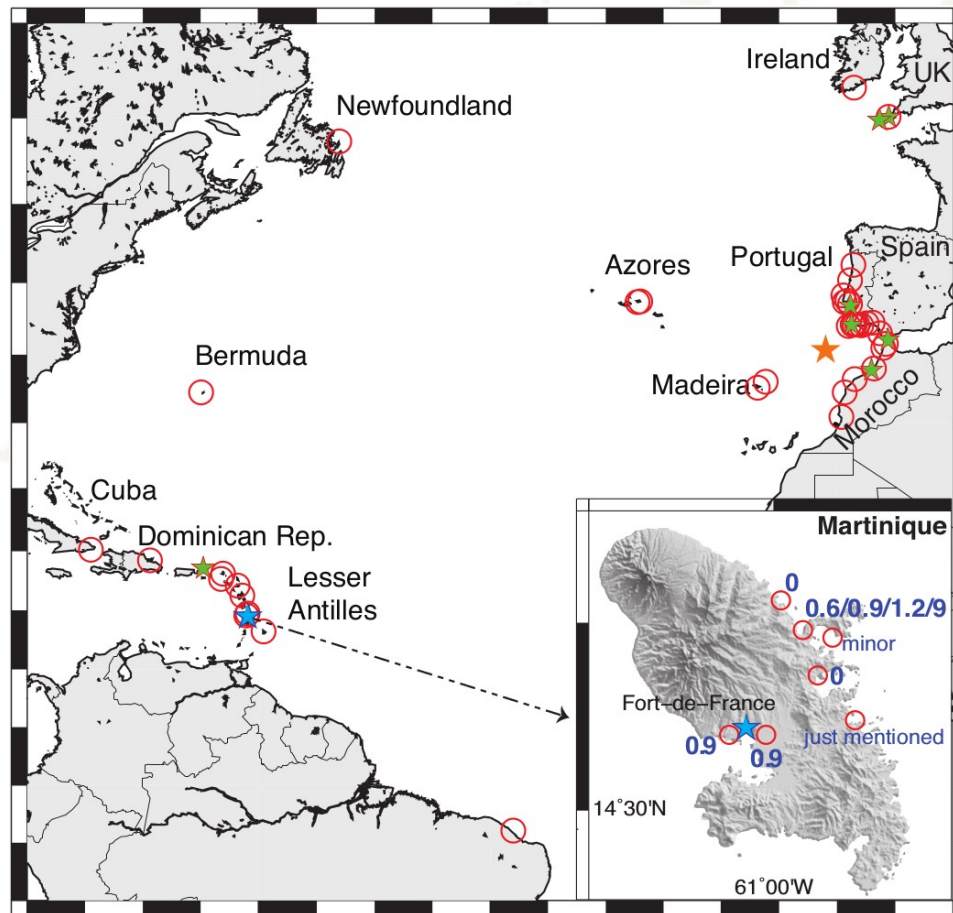 Ireland
UK
Newfoundland
Portugal
Spain
Azores
Bermuda
Madeira
Morocco
Cuba
Dominican Rep.
Lesser
Antilles
Martinique
0
0.6/0.9/1.2/9
minor
0
Fort-de-France
just mentioned
0.9
0.9
14°30'N
61°00'W